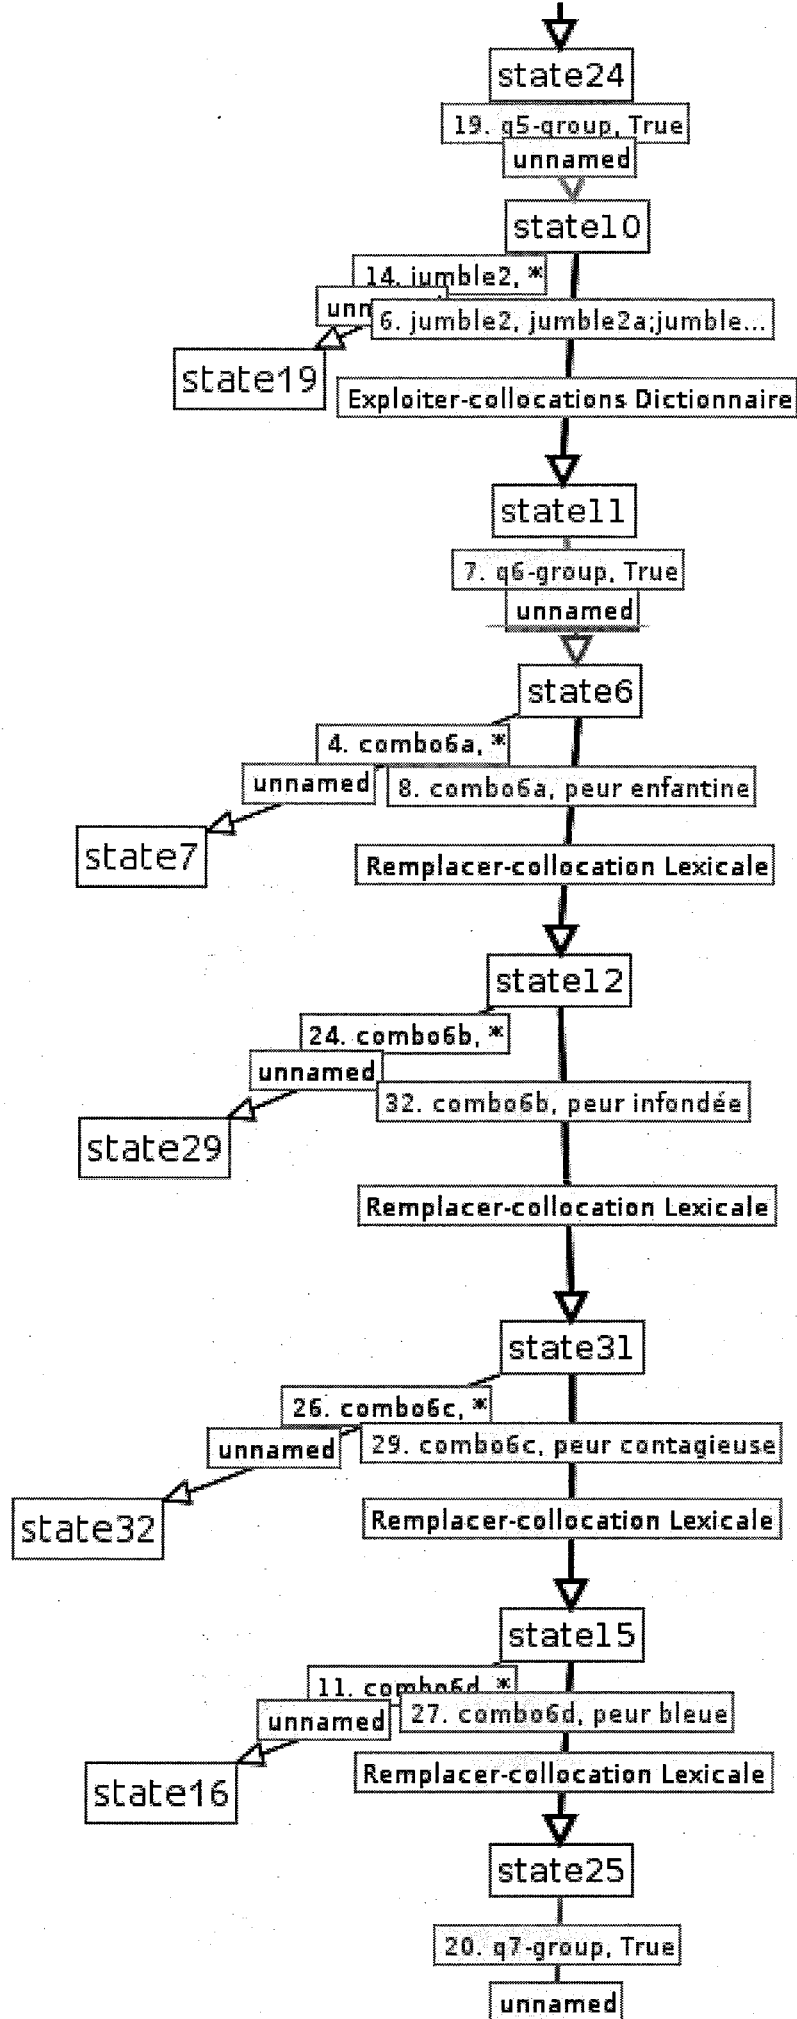 state24
19. q5-group, True
unnamed
state10
14. jumble2, *
unn
6. jumble2, jumble2a;jumble...
state19
Exploiter-collocations Dictionnaire
state11
7. q6-group, True
unnamed
state6
4. combo6a, *
unnamed
8. combo6a, peur enfantine
state7
Remplacer-collocation Lexicale
state12
24. combo6b, *
unnamed
32. combo6b, peur infondée
state29
Remplacer-collocation Lexicale
state31
26. combo6c, *
unnamed
29. combo6c, peur contagieuse
state32
Remplacer-collocation Lexicale
state15
11. combo6d, *
unnamed
27. combo6d, peur bleue
state16
Remplacer-collocation Lexicale
state25
20. q7-group, True
unnamed